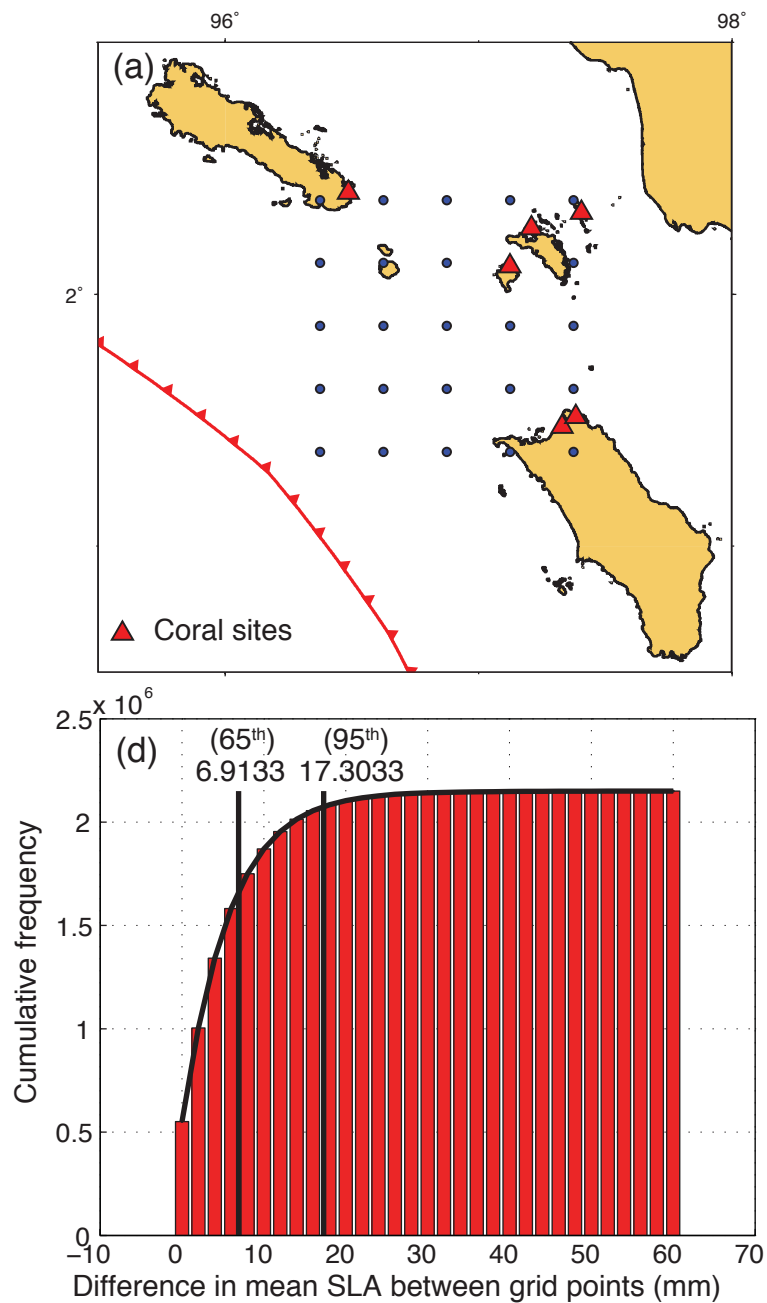 96° 98°
(a)
2°
Coral sites
x 10⁶
2.5
(d)
(65th) (95th)
6.9133 17.3033
2
1.5
1
0.5
0
Cumulative frequency
−10 0 10 20 30 40 50 60 70
Difference in mean SLA between grid points (mm)